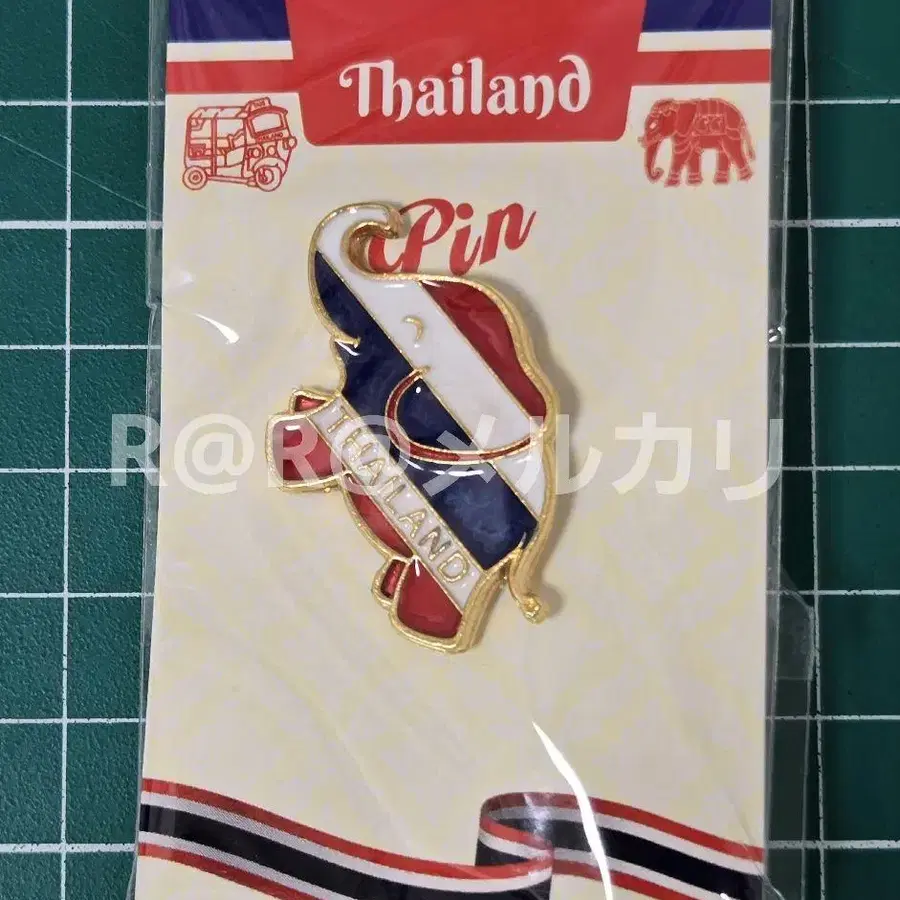 Thailand
Pin
R@R@メルカリ
THAILAND